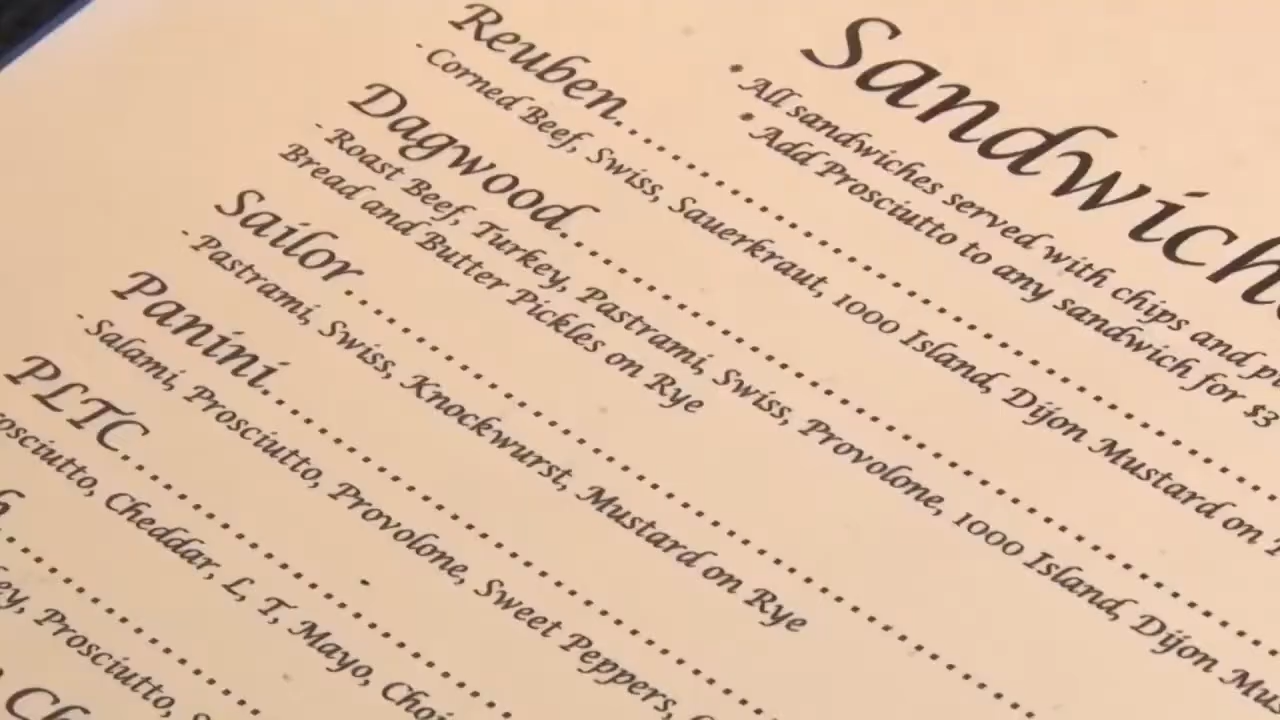 Sandwich
• All sandwiches served with chips and
• Add Prosciutto to any sandwich for $3
Reuben
- Corned Beef, Swiss, Sauerkraut, 1000 Island, Dijon Mustard on
Dagwood
- Roast Beef, Turkey, Pastrami, Swiss, Provolone, 1000 Island, Dijon
Bread and Butter Pickles on Rye
Sailor
- Pastrami, Swiss, Knockwurst, Mustard on Rye
Panini
- Salami, Prosciutto, Provolone, Sweet Peppers,
PLTC
Cheddar, L, T, Mayo,
Prosciutto,